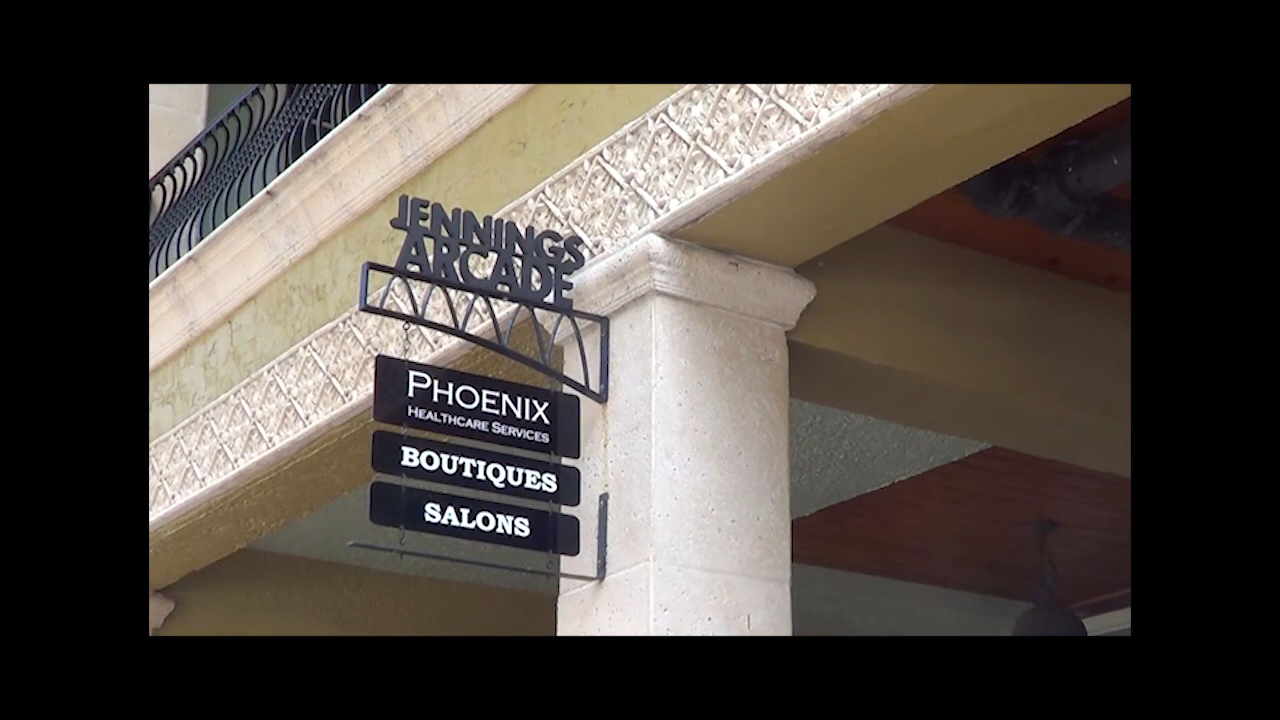 JENNINGS
ARCADE
PHOENIX
HEALTHCARE SERVICES
BOUTIQUES
SALONS